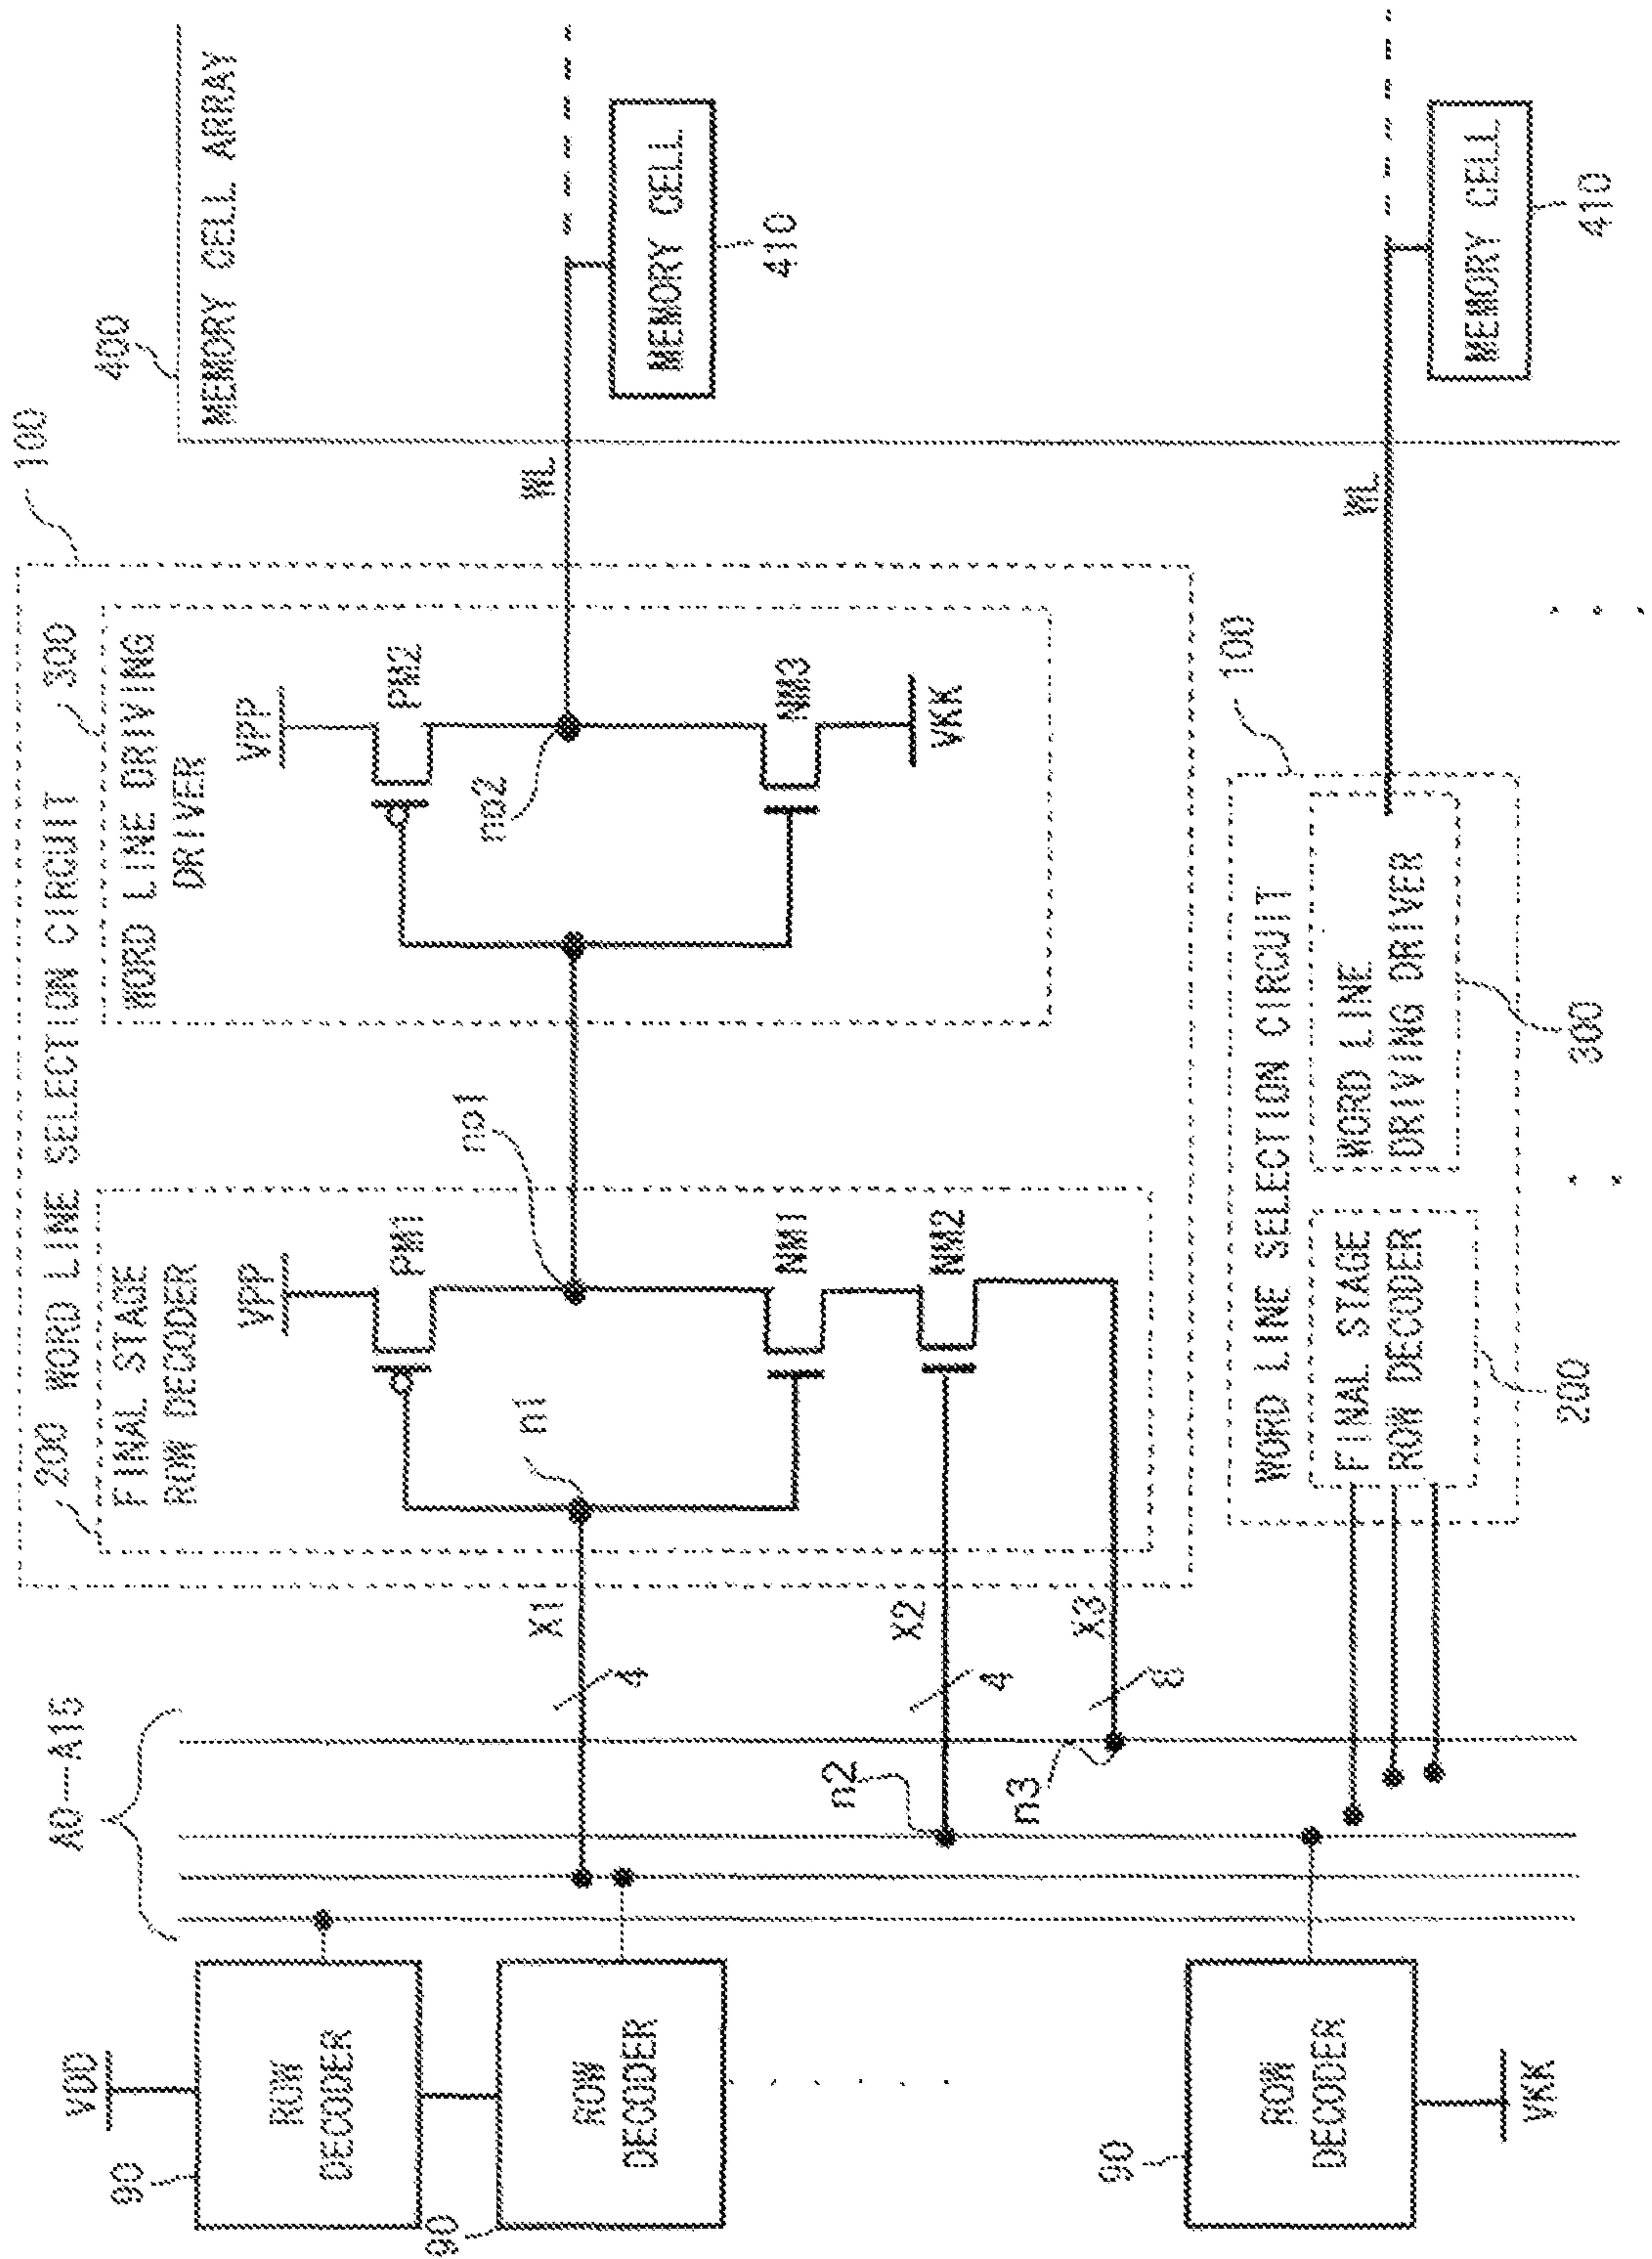 VDD
90
ROW
DECODER
90
ROW
DECODER
90
ROW
DECODER
VKK
A0—A15
X1
4
X2
4
X3
8
n2
n3
200
WORD LINE SELECTION CIRCUIT
100
FINAL STAGE
ROW DECODER
VPP
PM1
n1
NM1
NM2
no1
300
WORD LINE DRIVING
DRIVER
VPP
PM2
no2
NM3
VKK
WL
400
MEMORY CELL ARRAY
MEMORY CELL
410
100
WORD LINE SELECTION CIRCUIT
FINAL STAGE
ROW DECODER
200
WORD LINE
DRIVING DRIVER
300
WL
MEMORY CELL
410